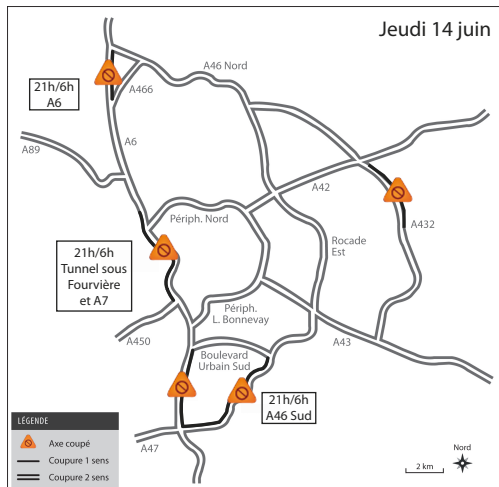 Jeudi 14 juin
A46 Nord
21h/6h
A6
A466
A6
A89
A42
Périph. Nord
A432
Rocade
Est
21h/6h
Tunnel sous
Fourvière
et A7
Périph.
L. Bonnevay
A450
A43
Boulevard
Urbain Sud
21h/6h
A46 Sud
A47
LÉGENDE
Axe coupé
Coupure 1 sens
Coupure 2 sens
Nord
2 km